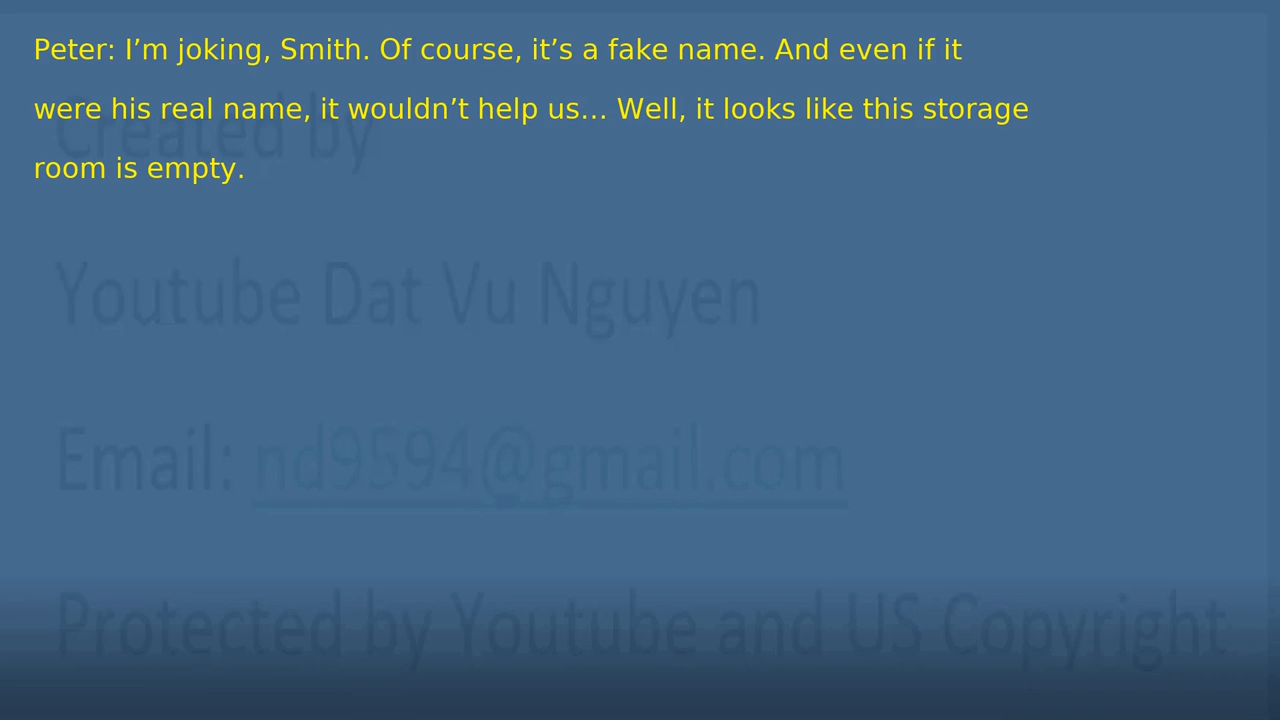 Peter: I’m joking, Smith. Of course, it’s a fake name. And even if it
were his real name, it wouldn’t help us… Well, it looks like this storage
room is empty.
Created by
Youtube Dat Vu Nguyen
Email: nd9594@gmail.com
Protected by Youtube and US Copyright